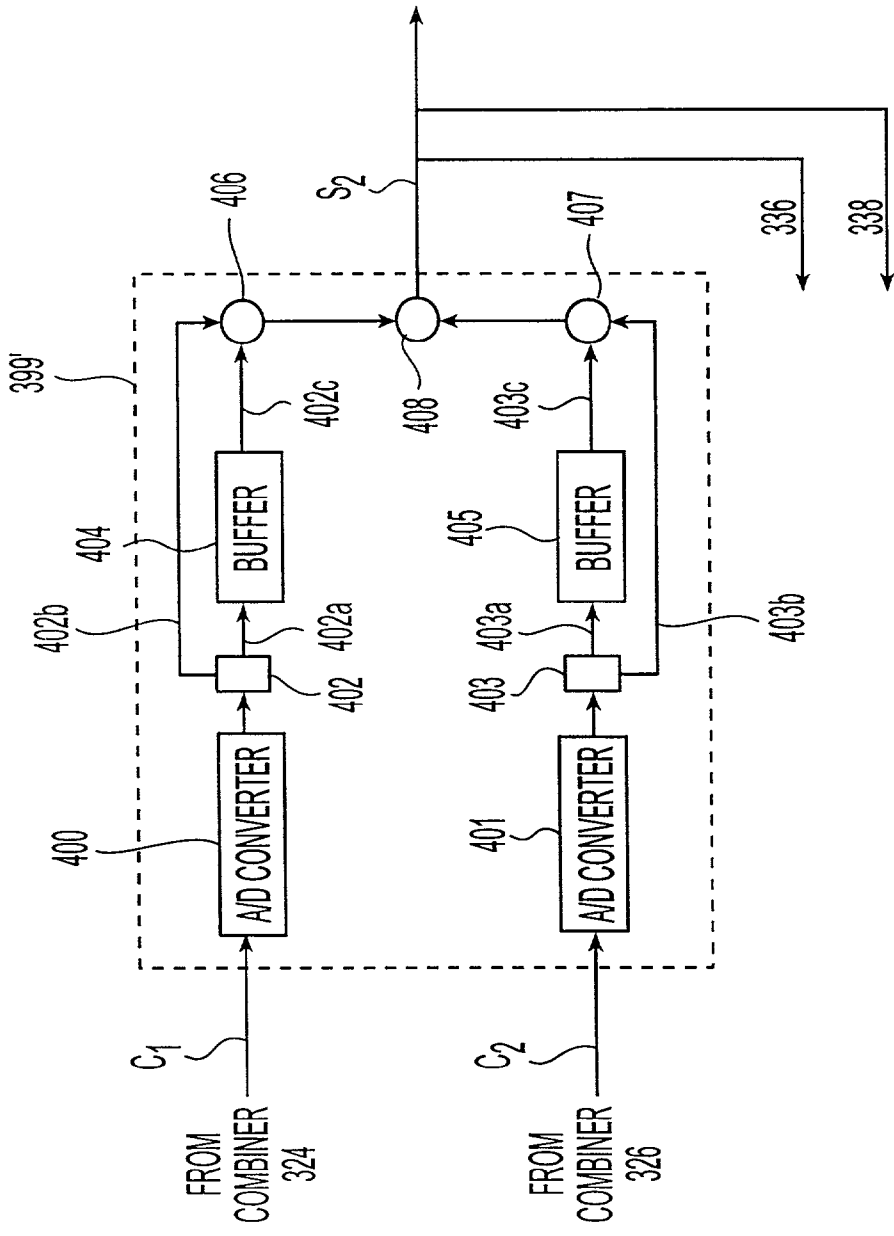 399'
406
402b
404
BUFFER
402c
402a
402
400
A/D CONVERTER
C1
FROM
COMBINER
324
S2
408
336
338
407
403c
405
BUFFER
403a
403
403b
401
A/D CONVERTER
C2
FROM
COMBINER
326